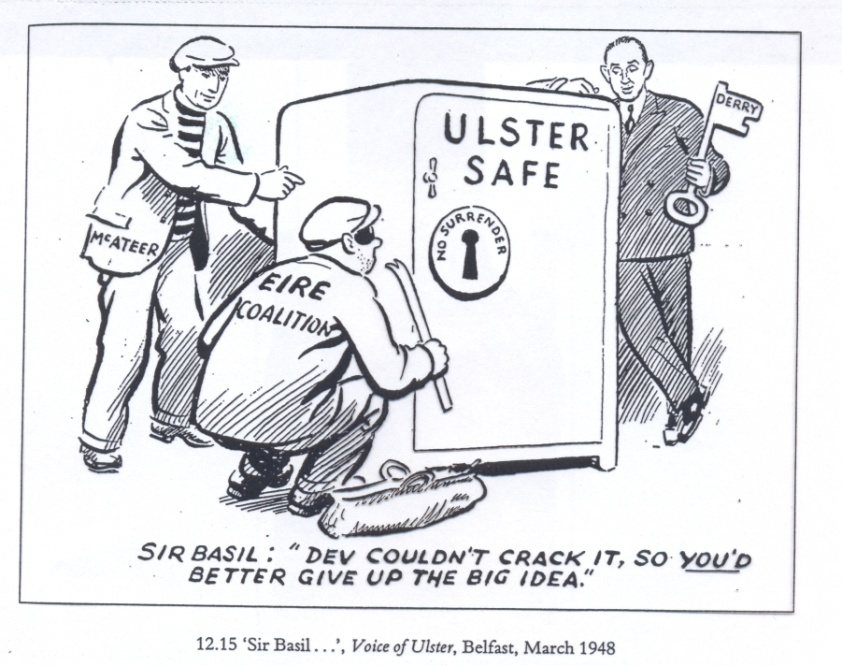 DERRY
ULSTER
SAFE
NO SURRENDER
McATEER
EIRE
COALITION
SIR BASIL: "DEV COULDN'T CRACK IT, SO YOU'D
BETTER GIVE UP THE BIG IDEA."
12.15 'Sir Basil . . .', Voice of Ulster, Belfast, March 1948